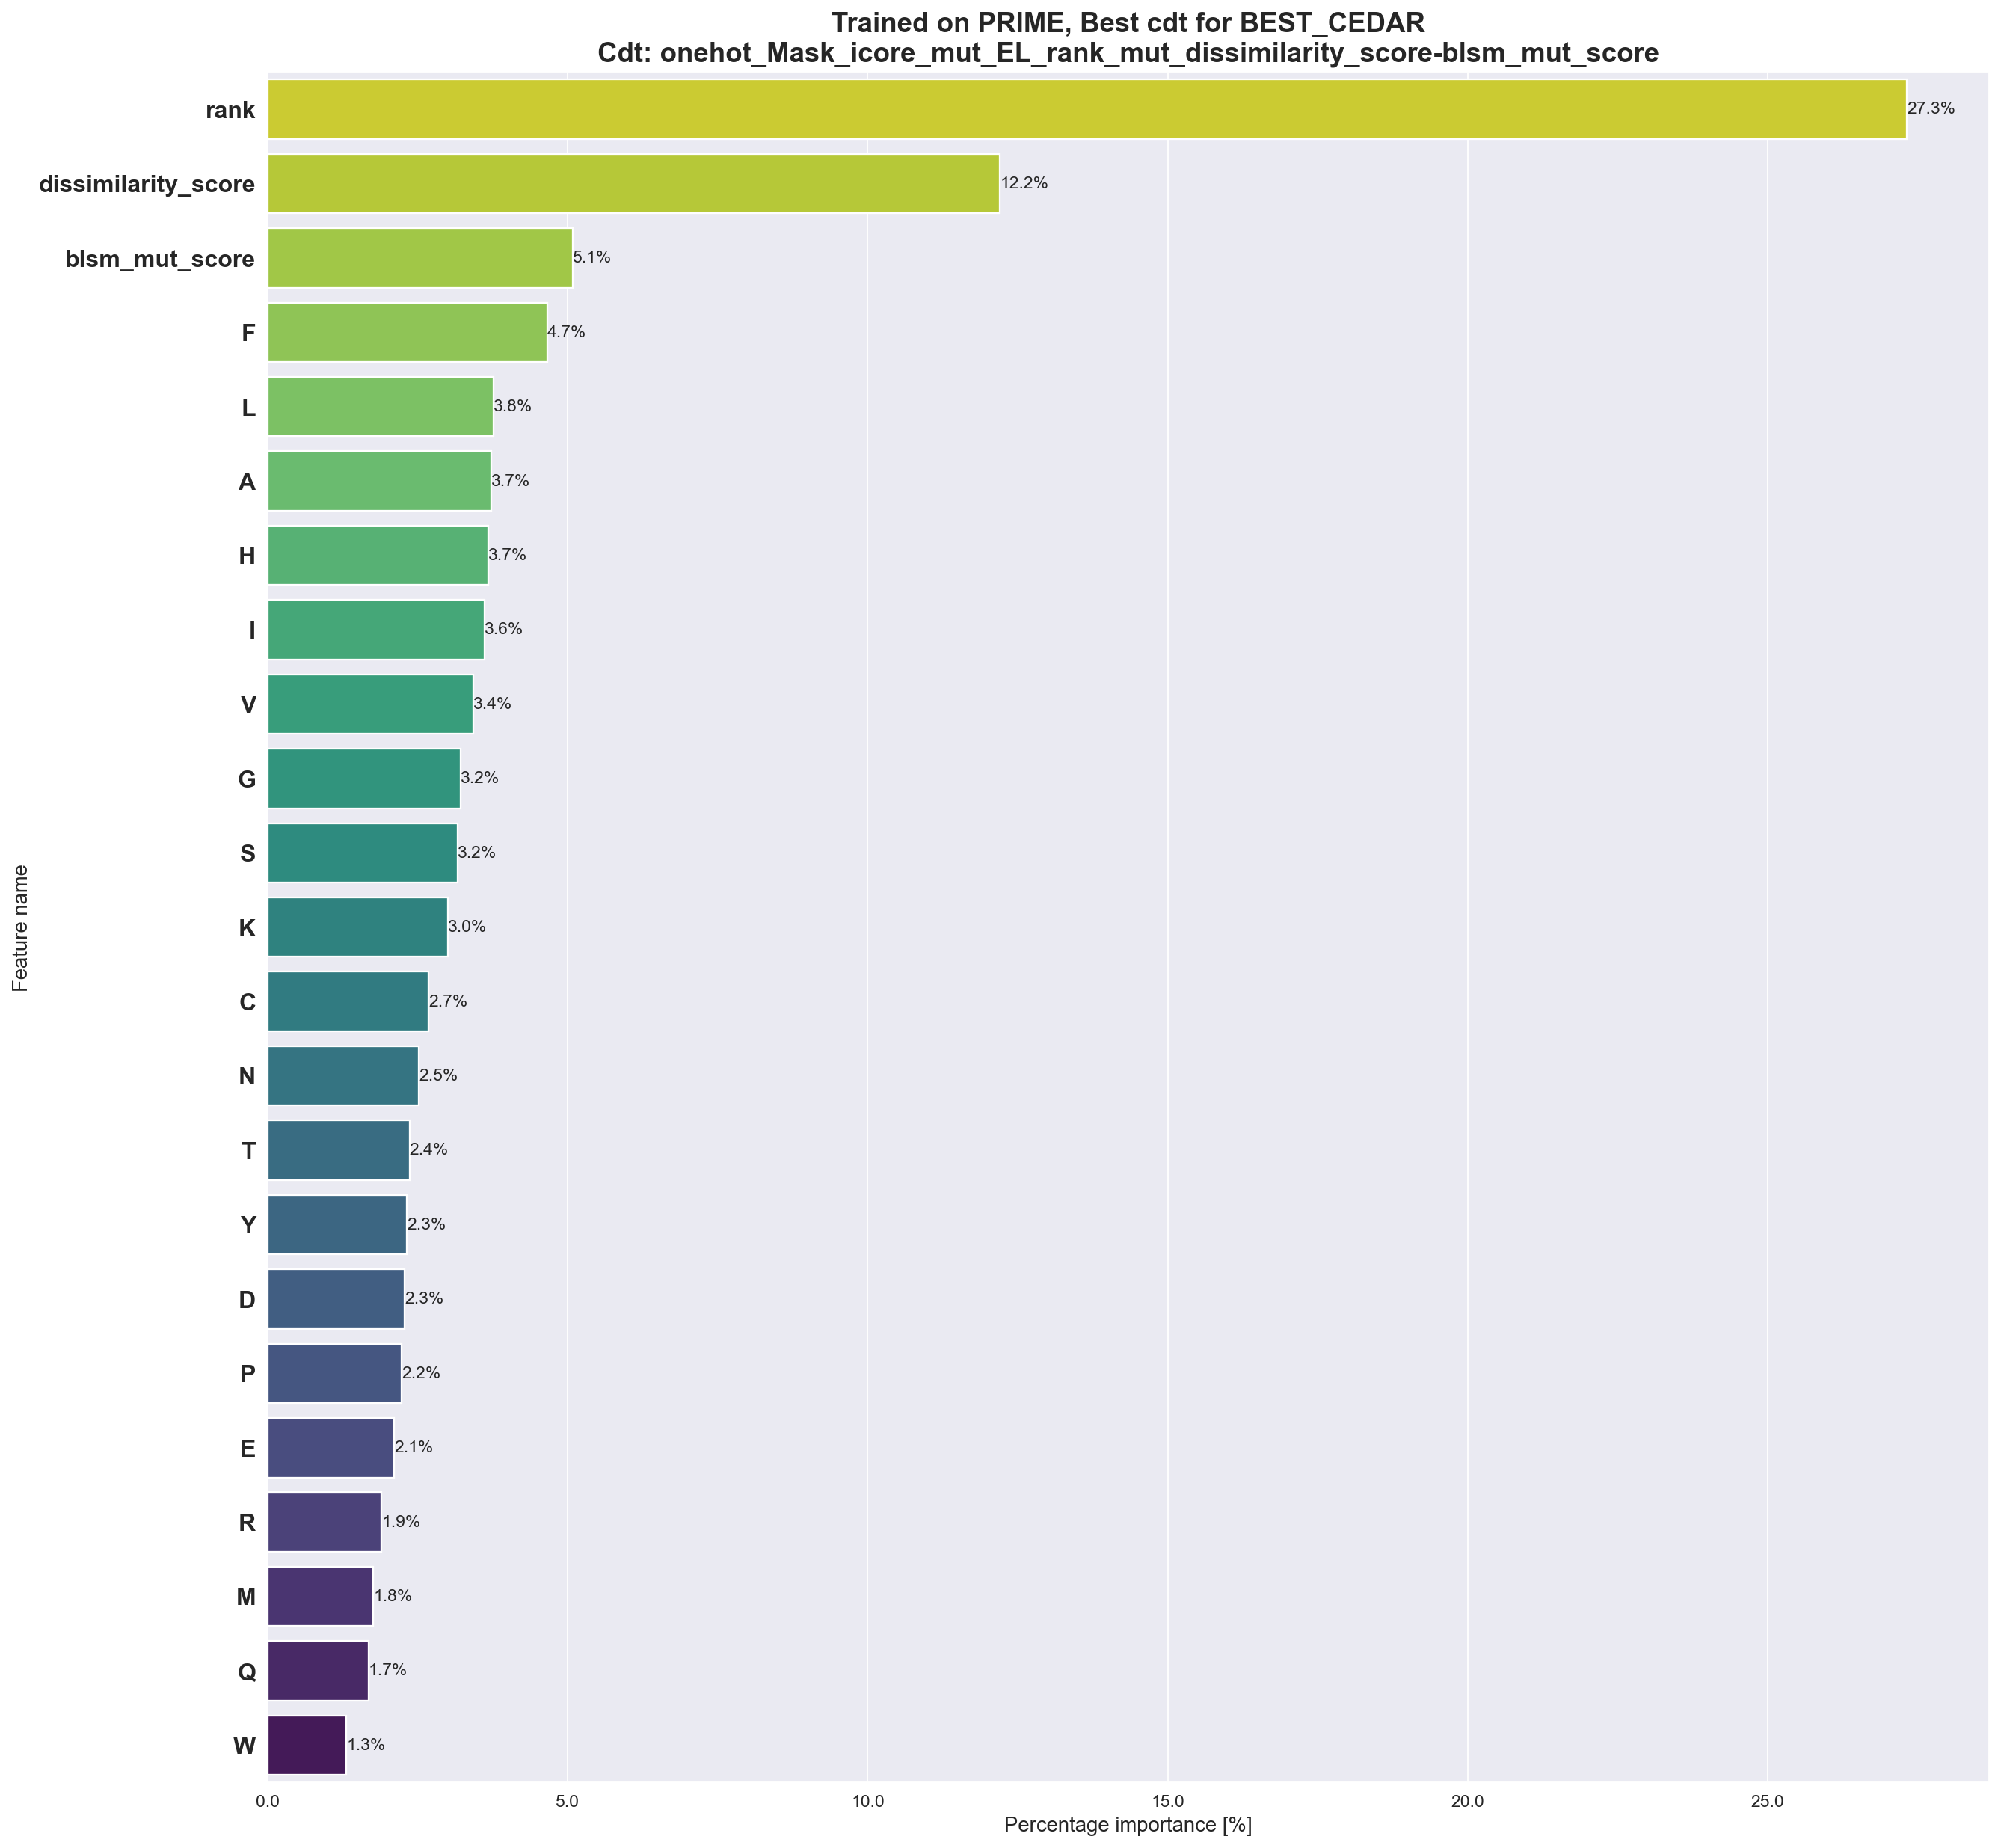 Trained on PRIME, Best cdt for BEST_CEDAR
Cdt: onehot_Mask_icore_mut_EL_rank_mut_dissimilarity_score-blsm_mut_score
rank 27.3%
dissimilarity_score 12.2%
blsm_mut_score 5.1%
F 4.7%
L 3.8%
A 3.7%
H 3.7%
I 3.6%
V 3.4%
G 3.2%
S 3.2%
K 3.0%
C 2.7%
N 2.5%
T 2.4%
Y 2.3%
D 2.3%
P 2.2%
E 2.1%
R 1.9%
M 1.8%
Q 1.7%
W 1.3%
Feature name
0.0 5.0 10.0 15.0 20.0 25.0
Percentage importance [%]